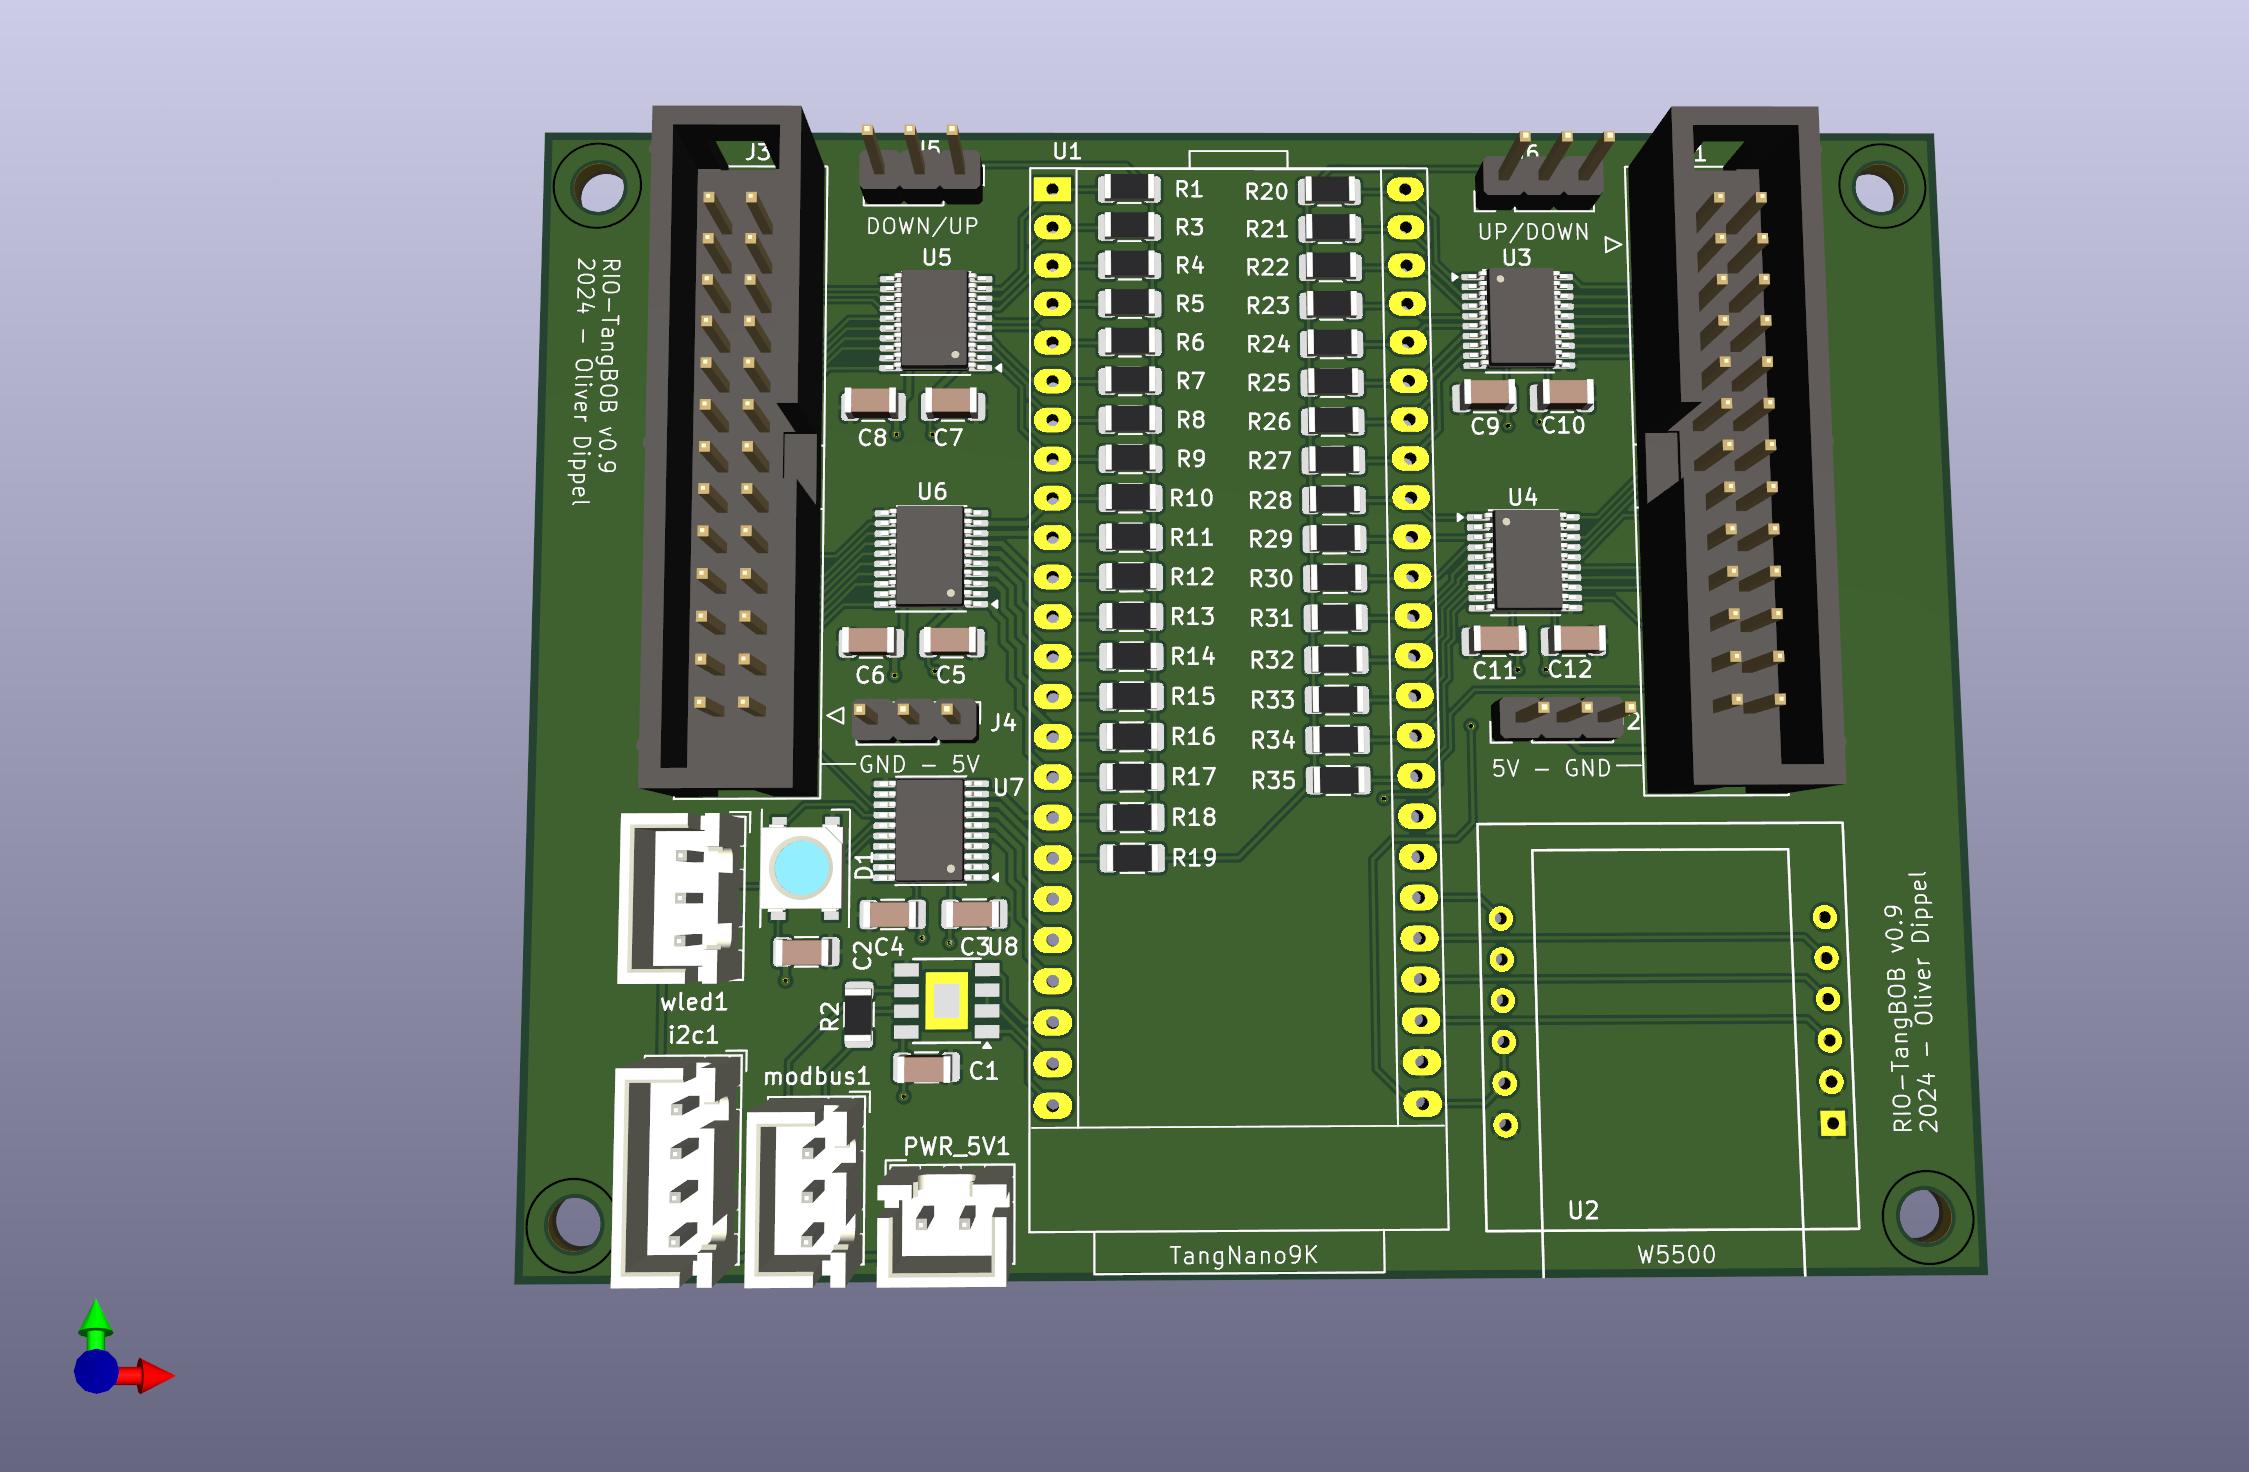 J3
J5
U1
DOWN/UP
U5
UP/DOWN
U3
R1
R3
R4
R5
R6
R7
R8
R9
R10
R11
R12
R13
R14
R15
R16
R17
R18
R19
R20
R21
R22
R23
R24
R25
R26
R27
R28
R29
R30
R31
R32
R33
R34
R35
RIO-TangBOB v0.9
2024 - Oliver Dippel
C8
C7
C9
C10
U6
U4
C6
C5
C11
C12
J4
GND - 5V
5V - GND
U7
D1
C2
C4
C3
U8
wled1
i2c1
R2
modbus1
C1
PWR_5V1
TangNano9K
U2
W5500
RIO-TangBOB v0.9
2024 - Oliver Dippel